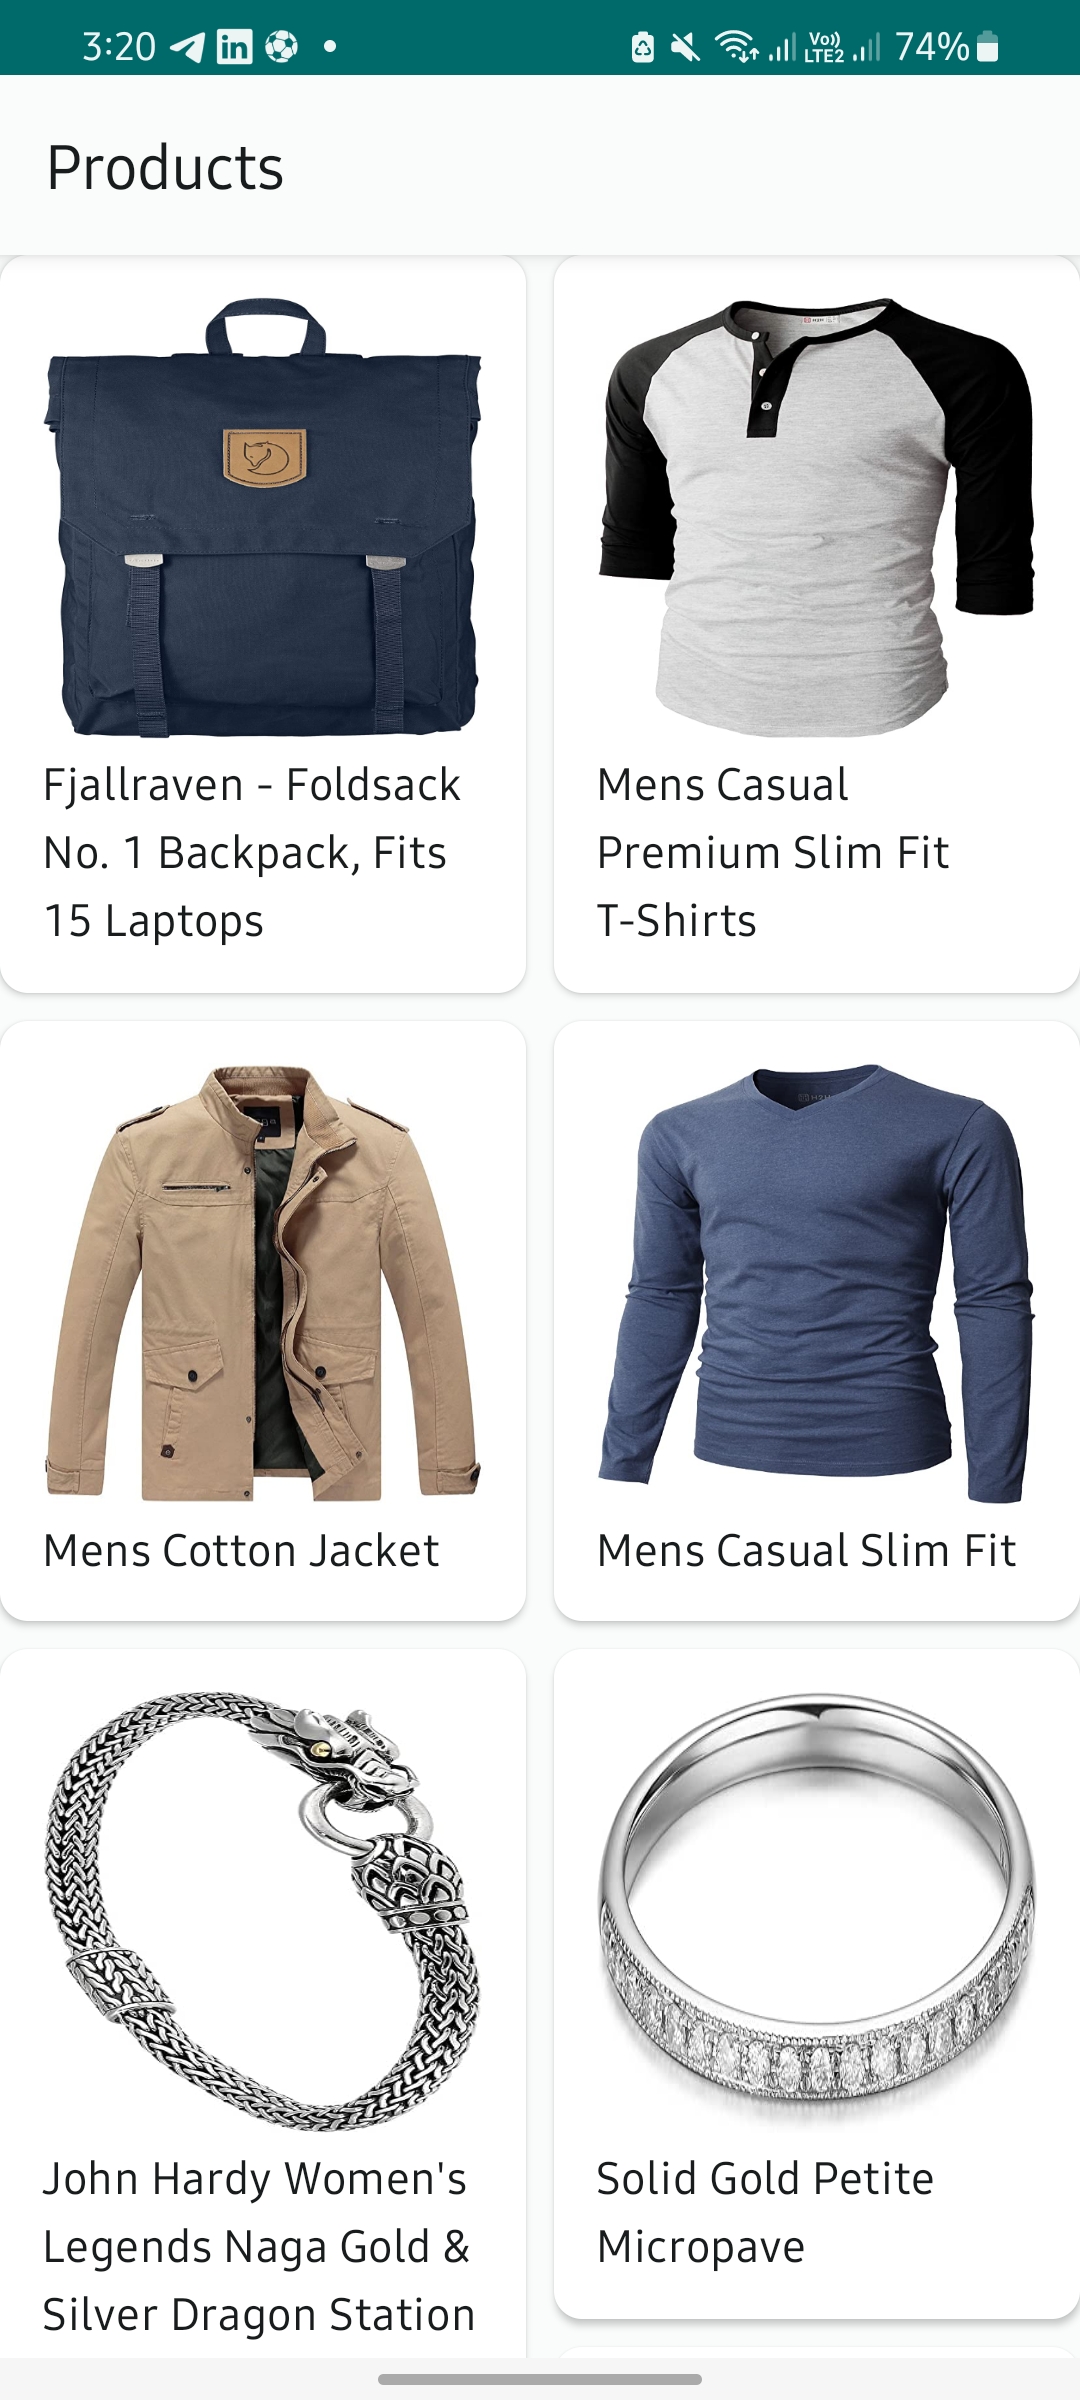 3:20
Vo))
LTE2
74%
Products
Fjallraven - Foldsack
No. 1 Backpack, Fits
15 Laptops
Mens Casual
Premium Slim Fit
T-Shirts
Mens Cotton Jacket
Mens Casual Slim Fit
John Hardy Women's
Legends Naga Gold &
Silver Dragon Station
Solid Gold Petite
Micropave